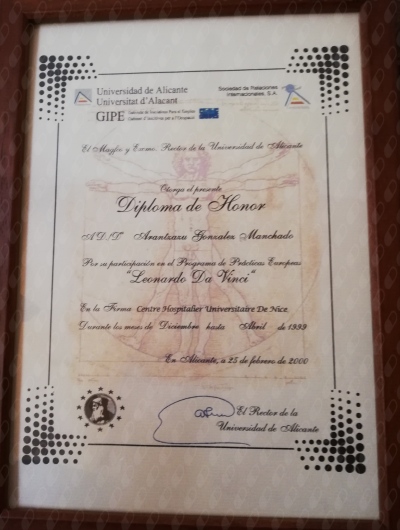 Universidad de Alicante
Universitat d'Alacant
GIPE
Sociedad de Relaciones
Internacionales, S.A.
El Magfco y Excmo. Rector de la Universidad de Alicante
Otorga el presente
Diploma de Honor
A D./Dª Arantxazu Gonzalez Manchado
Por su participación en el Programa de Prácticas Europeas
"Leonardo Da Vinci"
En la Firma Centre Hospitalier Universitaire De Nice
Durante los meses de Diciembre hasta Abril de 1999
En Alicante, a 25 de febrero de 2000
El Rector de la
Universidad de Alicante